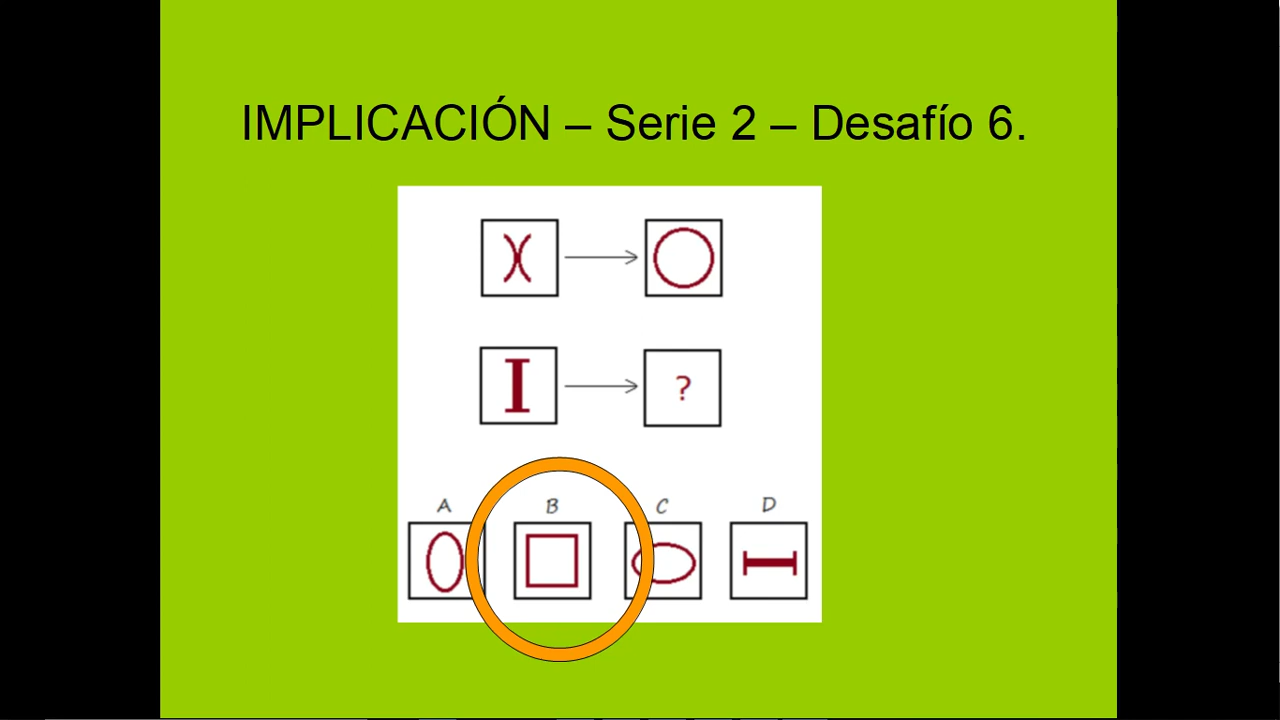 IMPLICACIÓN – Serie 2 – Desafío 6.
?
A B C D